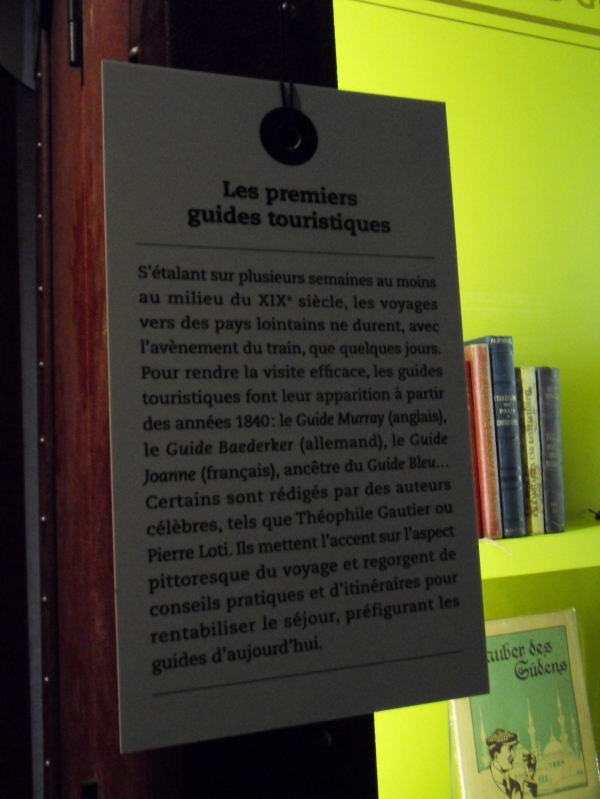 Les premiers
guides touristiques
S'étalant sur plusieurs semaines au moins
au milieu du XIXe siècle, les voyages
vers des pays lointains ne durent, avec
l'avènement du train, que quelques jours.
Pour rendre la visite efficace, les guides
touristiques font leur apparition à partir
des années 1840 : le Guide Murray (anglais),
le Guide Baederker (allemand), le Guide
Joanne (français), ancêtre du Guide Bleu...
Certains sont rédigés par des auteurs
célèbres, tels que Théophile Gautier ou
Pierre Loti. Ils mettent l'accent sur l'aspect
pittoresque du voyage et regorgent de
conseils pratiques et d'itinéraires pour
rentabiliser le séjour, préfigurant les
guides d'aujourd'hui.
des
Südens